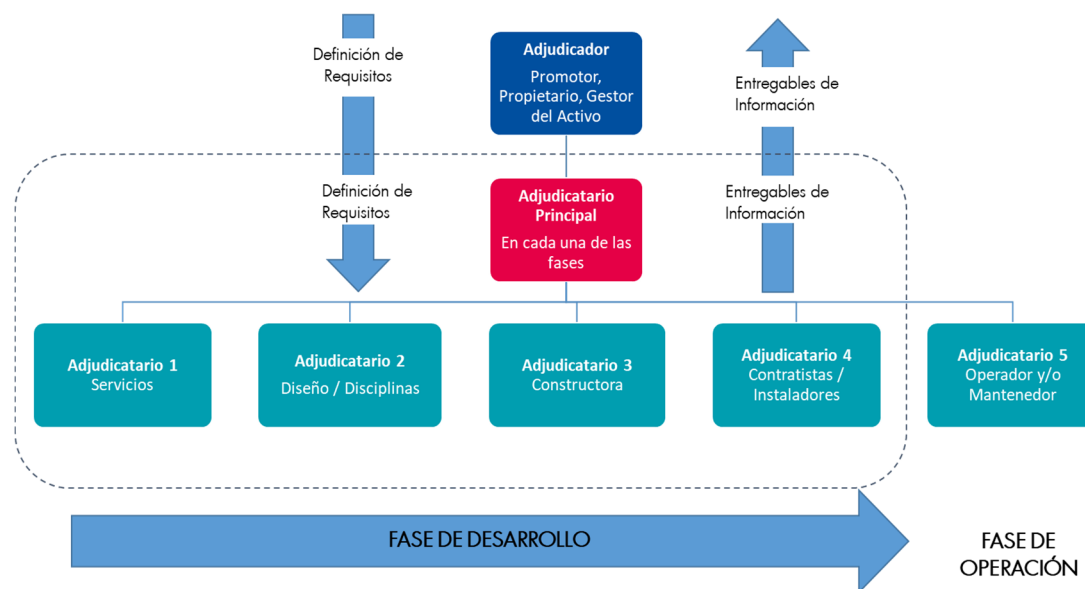 Definición de
Requisitos
Adjudicador
Promotor,
Propietario, Gestor
del Activo
Entregables de
Información
Definición de
Requisitos
Adjudicatario
Principal
En cada una de las
fases
Entregables de
Información
Adjudicatario 1
Servicios
Adjudicatario 2
Diseño / Disciplinas
Adjudicatario 3
Constructora
Adjudicatario 4
Contratistas /
Instaladores
Adjudicatario 5
Operador y/o
Mantenedor
FASE DE DESARROLLO
FASE DE
OPERACIÓN